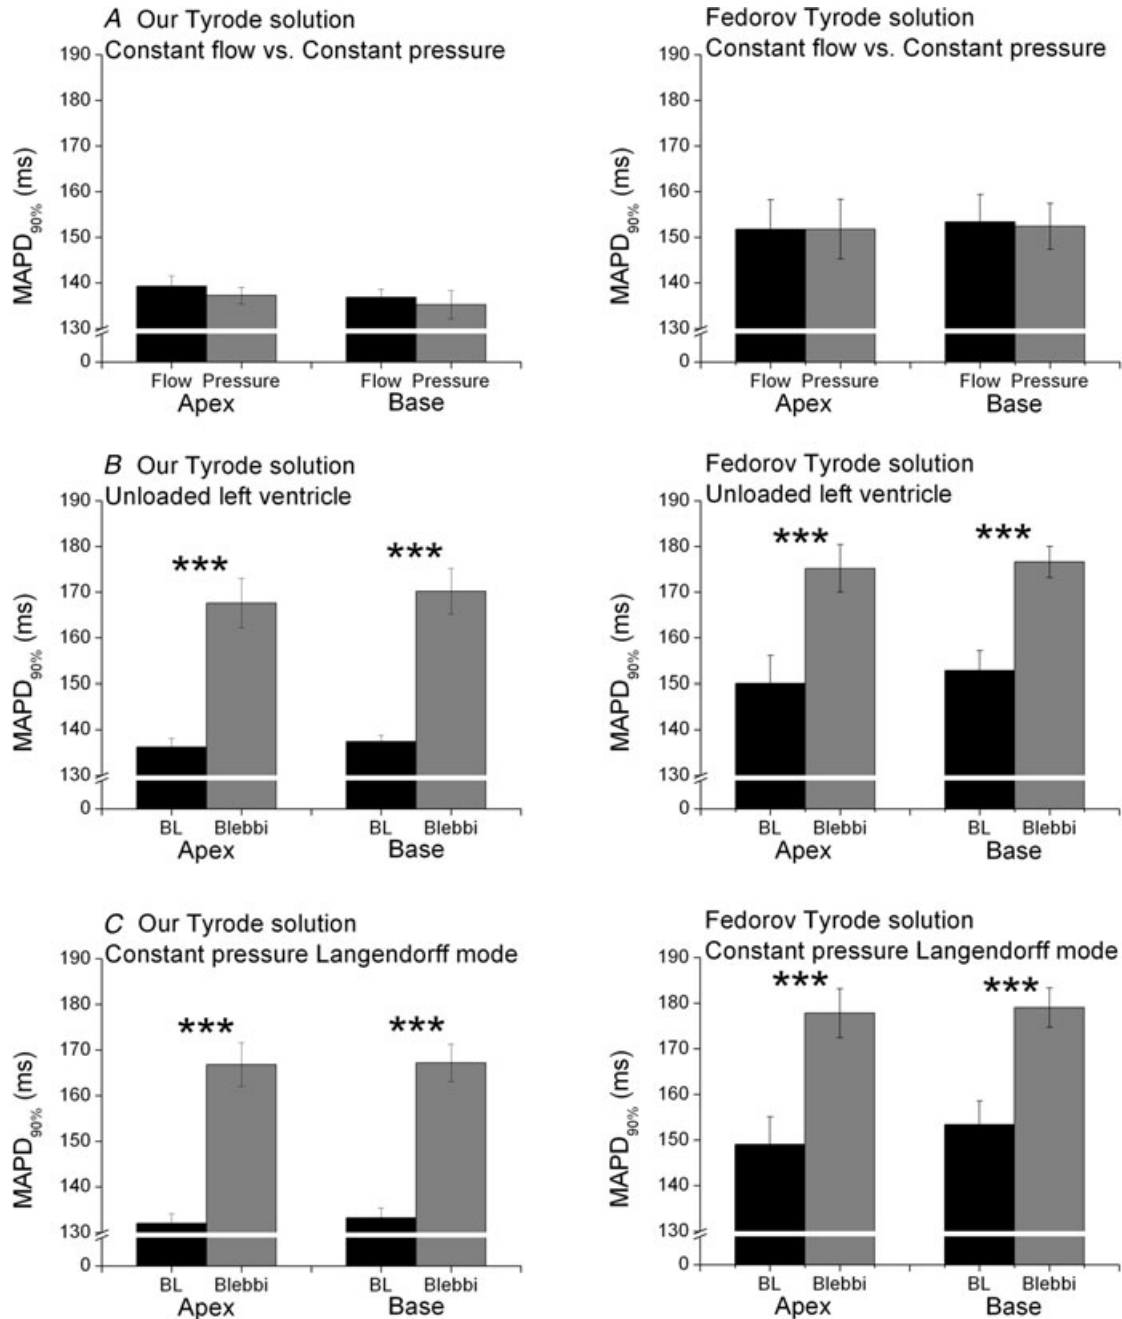 A Our Tyrode solution
Constant flow vs. Constant pressure
190
180
170
160
150
140
130
0
MAPD90% (ms)
Flow Pressure Flow Pressure
Apex Base
Fedorov Tyrode solution
Constant flow vs. Constant pressure
190
180
170
160
150
140
130
0
MAPD90% (ms)
Flow Pressure Flow Pressure
Apex Base
B Our Tyrode solution
Unloaded left ventricle
190
180
170
160
150
140
130
0
MAPD90% (ms)
*** ***
BL Blebbi BL Blebbi
Apex Base
Fedorov Tyrode solution
Unloaded left ventricle
190
180
170
160
150
140
130
0
MAPD90% (ms)
*** ***
BL Blebbi BL Blebbi
Apex Base
C Our Tyrode solution
Constant pressure Langendorff mode
190
180
170
160
150
140
130
0
MAPD90% (ms)
*** ***
BL Blebbi BL Blebbi
Apex Base
Fedorov Tyrode solution
Constant pressure Langendorff mode
190
180
170
160
150
140
130
0
MAPD90% (ms)
*** ***
BL Blebbi BL Blebbi
Apex Base